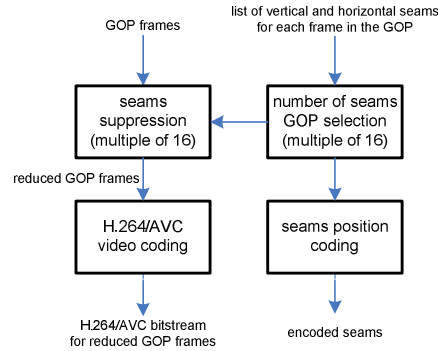 GOP frames
list of vertical and horizontal seams
for each frame in the GOP
seams
suppression
(multiple of 16)
number of seams
GOP selection
(multiple of 16)
reduced GOP frames
H.264/AVC
video coding
seams position
coding
H.264/AVC bitstream
for reduced GOP frames
encoded seams